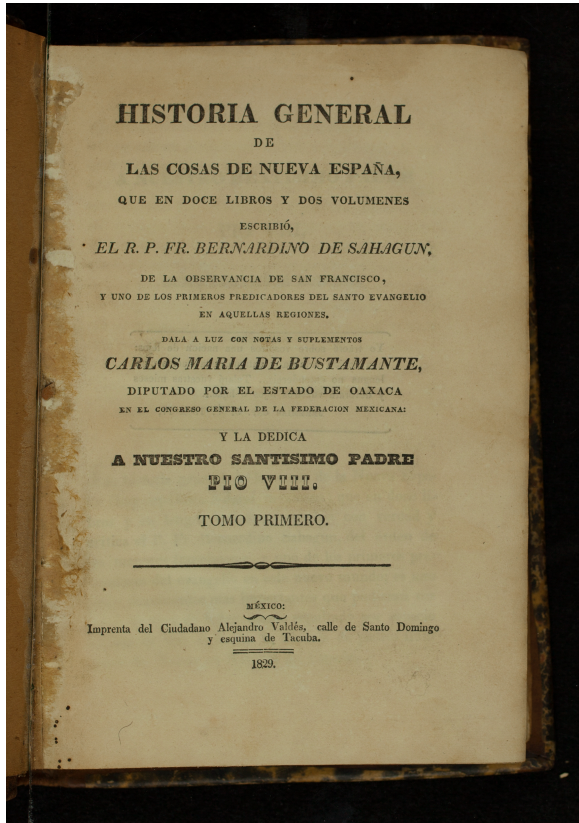 HISTORIA GENERAL
DE
LAS COSAS DE NUEVA ESPAÑA,
QUE EN DOCE LIBROS Y DOS VOLUMENES
ESCRIBIÓ,
EL R. P. FR. BERNARDINO DE SAHAGUN,
DE LA OBSERVANCIA DE SAN FRANCISCO,
Y UNO DE LOS PRIMEROS PREDICADORES DEL SANTO EVANGELIO
EN AQUELLAS REGIONES.
DALA A LUZ CON NOTAS Y SUPLEMENTOS
CARLOS MARIA DE BUSTAMANTE,
DIPUTADO POR EL ESTADO DE OAXACA
EN EL CONGRESO GENERAL DE LA FEDERACION MEXICANA:
Y LA DEDICA
A NUESTRO SANTISIMO PADRE
PIO VIII.
TOMO PRIMERO.
MÉXICO:
Imprenta del Ciudadano Alejandro Valdés, calle de Santo Domingo
y esquina de Tacuba.
1829.